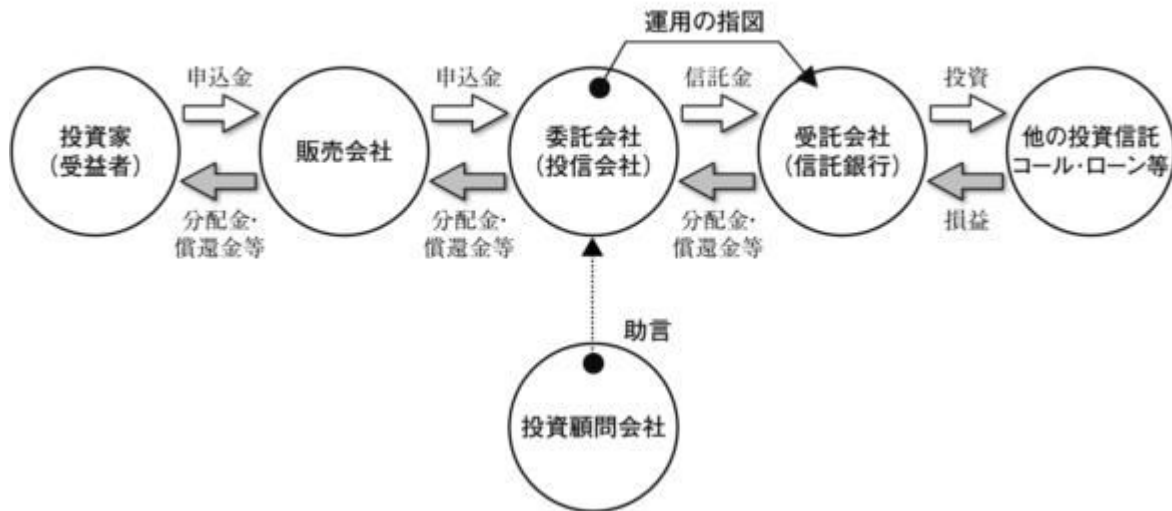 運用の指図
申込金
申込金
信託金
投資
投資家
(受益者)
販売会社
委託会社
(投信会社)
受託会社
(信託銀行)
他の投資信託
コール・ローン等
分配金・
償還金等
分配金・
償還金等
分配金・
償還金等
損益
助言
投資顧問会社